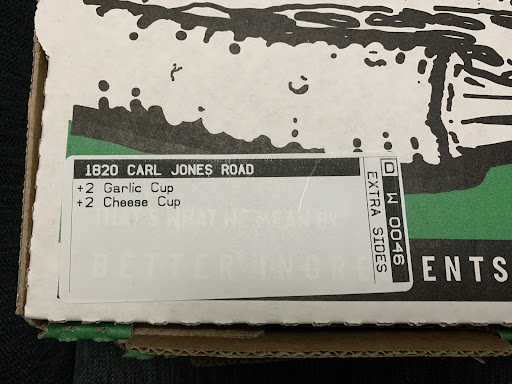 1820 CARL JONES ROAD
+2 Garlic Cup
+2 Cheese Cup
D W 0046
EXTRA SIDES
THAT'S WHAT WE MEAN BY
BETTER INGREDIENTS